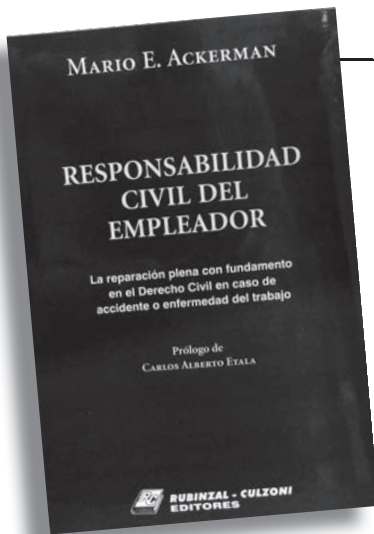 MARIO E. ACKERMAN
RESPONSABILIDAD
CIVIL DEL
EMPLEADOR
La reparación plena con fundamento
en el Derecho Civil en caso de
accidente o enfermedad del trabajo
Prólogo de
CARLOS ALBERTO ETALA
RC RUBINZAL - CULZONI
EDITORES